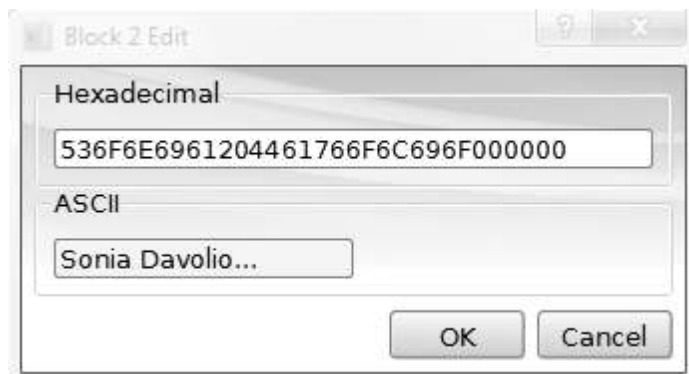 Block 2 Edit
Hexadecimal
536F6E6961204461766F6C696F000000
ASCII
Sonia Davolio...
OK Cancel